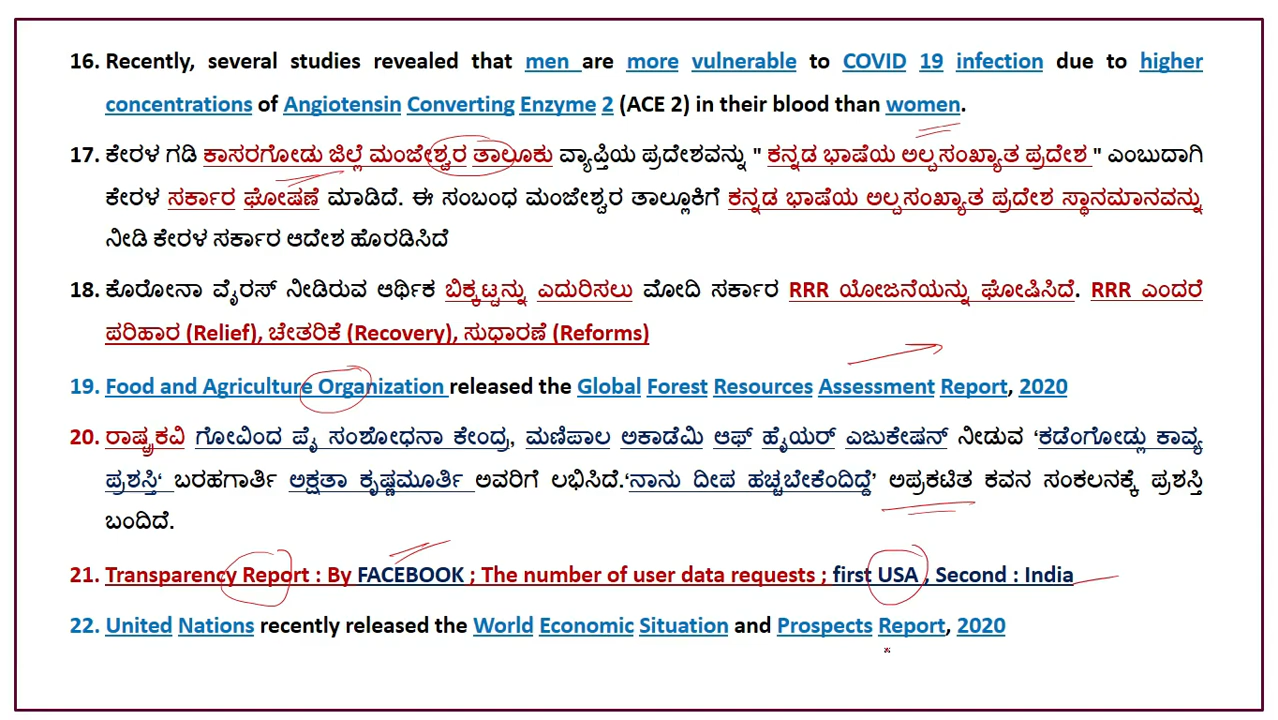 16. Recently, several studies revealed that men are more vulnerable to COVID 19 infection due to higher
concentrations of Angiotensin Converting Enzyme 2 (ACE 2) in their blood than women.
17. ಕೇರಳ ಗಡಿ ಕಾಸರಗೋಡು ಜಿಲ್ಲೆ ಮಂಜೇಶ್ವರ ತಾಲೂಕು ವ್ಯಾಪ್ತಿಯ ಪ್ರದೇಶವನ್ನು " ಕನ್ನಡ ಭಾಷೆಯ ಅಲ್ಪಸಂಖ್ಯಾತ ಪ್ರದೇಶ " ಎಂಬುದಾಗಿ
ಕೇರಳ ಸರ್ಕಾರ ಘೋಷಣೆ ಮಾಡಿದೆ. ಈ ಸಂಬಂಧ ಮಂಜೇಶ್ವರ ತಾಲ್ಲೂಕಿಗೆ ಕನ್ನಡ ಭಾಷೆಯ ಅಲ್ಪಸಂಖ್ಯಾತ ಪ್ರದೇಶ ಸ್ಥಾನಮಾನವನ್ನು
ನೀಡಿ ಕೇರಳ ಸರ್ಕಾರ ಆದೇಶ ಹೊರಡಿಸಿದೆ
18. ಕೊರೋನಾ ವೈರಸ್ ನೀಡಿರುವ ಆರ್ಥಿಕ ಬಿಕ್ಕಟ್ಟನ್ನು ಎದುರಿಸಲು ಮೋದಿ ಸರ್ಕಾರ RRR ಯೋಜನೆಯನ್ನು ಘೋಷಿಸಿದೆ. RRR ಎಂದರೆ
ಪರಿಹಾರ (Relief), ಚೇತರಿಕೆ (Recovery), ಸುಧಾರಣೆ (Reforms)
19. Food and Agriculture Organization released the Global Forest Resources Assessment Report, 2020
20. ರಾಷ್ಟ್ರಕವಿ ಗೋವಿಂದ ಪೈ ಸಂಶೋಧನಾ ಕೇಂದ್ರ, ಮಣಿಪಾಲ ಅಕಾಡೆಮಿ ಆಫ್ ಹೈಯರ್ ಎಜುಕೇಷನ್ ನೀಡುವ ‘ಕಡೆಂಗೋಡ್ಲು ಕಾವ್ಯ
ಪ್ರಶಸ್ತಿ‘ ಬರಹಗಾರ್ತಿ ಅಕ್ಷತಾ ಕೃಷ್ಣಮೂರ್ತಿ ಅವರಿಗೆ ಲಭಿಸಿದೆ.‘ನಾನು ದೀಪ ಹಚ್ಚಬೇಕೆಂದಿದ್ದೆ’ ಅಪ್ರಕಟಿತ ಕವನ ಸಂಕಲನಕ್ಕೆ ಪ್ರಶಸ್ತಿ
ಬಂದಿದೆ.
21. Transparency Report : By FACEBOOK ; The number of user data requests ; first USA , Second : India
22. United Nations recently released the World Economic Situation and Prospects Report, 2020